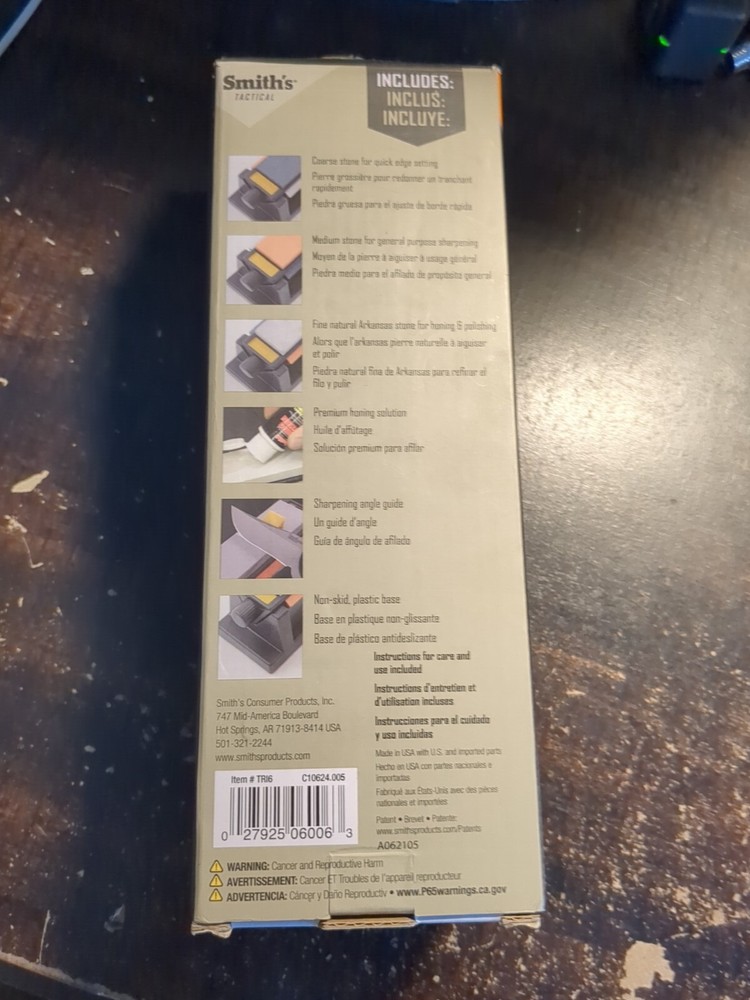 Smith's
TACTICAL
INCLUDES:
INCLUS:
INCLUYE:
Coarse stone for quick edge setting
Pierre grossière pour redonner un tranchant
rapidement
Piedra gruesa para el ajuste de borde rápido
Medium stone for general purpose sharpening
Moyen de la pierre à aiguiser à usage général
Piedra medio para el afilado de propósito general
Fine natural Arkansas stone for honing & polishing
Alors que l'arkansas pierre naturelle à aiguiser
et polir
Piedra natural fina de Arkansas para refinar el
filo y pulir
Premium honing solution
Huile d'affûtage
Solución premium para afilar
Sharpening angle guide
Un guide d'angle
Guía de ángulo de afilado
Non-skid, plastic base
Base en plastique non-glissante
Base de plástico antideslizante
Instructions for care and
use included
Instructions d'entretien et
d'utilisation incluses
Instrucciones para el cuidado
y uso incluidas
Made in USA with U.S. and imported parts
Hecho en USA con partes nacionales e
importadas
Fabriqué aux États-Unis avec des pièces
nationales et importées
Patent • Brevet • Patente:
www.smithsproducts.com/Patents
A062105
Smith's Consumer Products, Inc.
747 Mid-America Boulevard
Hot Springs, AR 71913-8414 USA
501-321-2244
www.smithsproducts.com
Item # TRI6 C10624.005
0 27925 06006 3
WARNING: Cancer and Reproductive Harm
AVERTISSEMENT: Cancer ET Troubles de l'appareil reproducteur
ADVERTENCIA: Cáncer y Daño Reproductiv • www.P65warnings.ca.gov